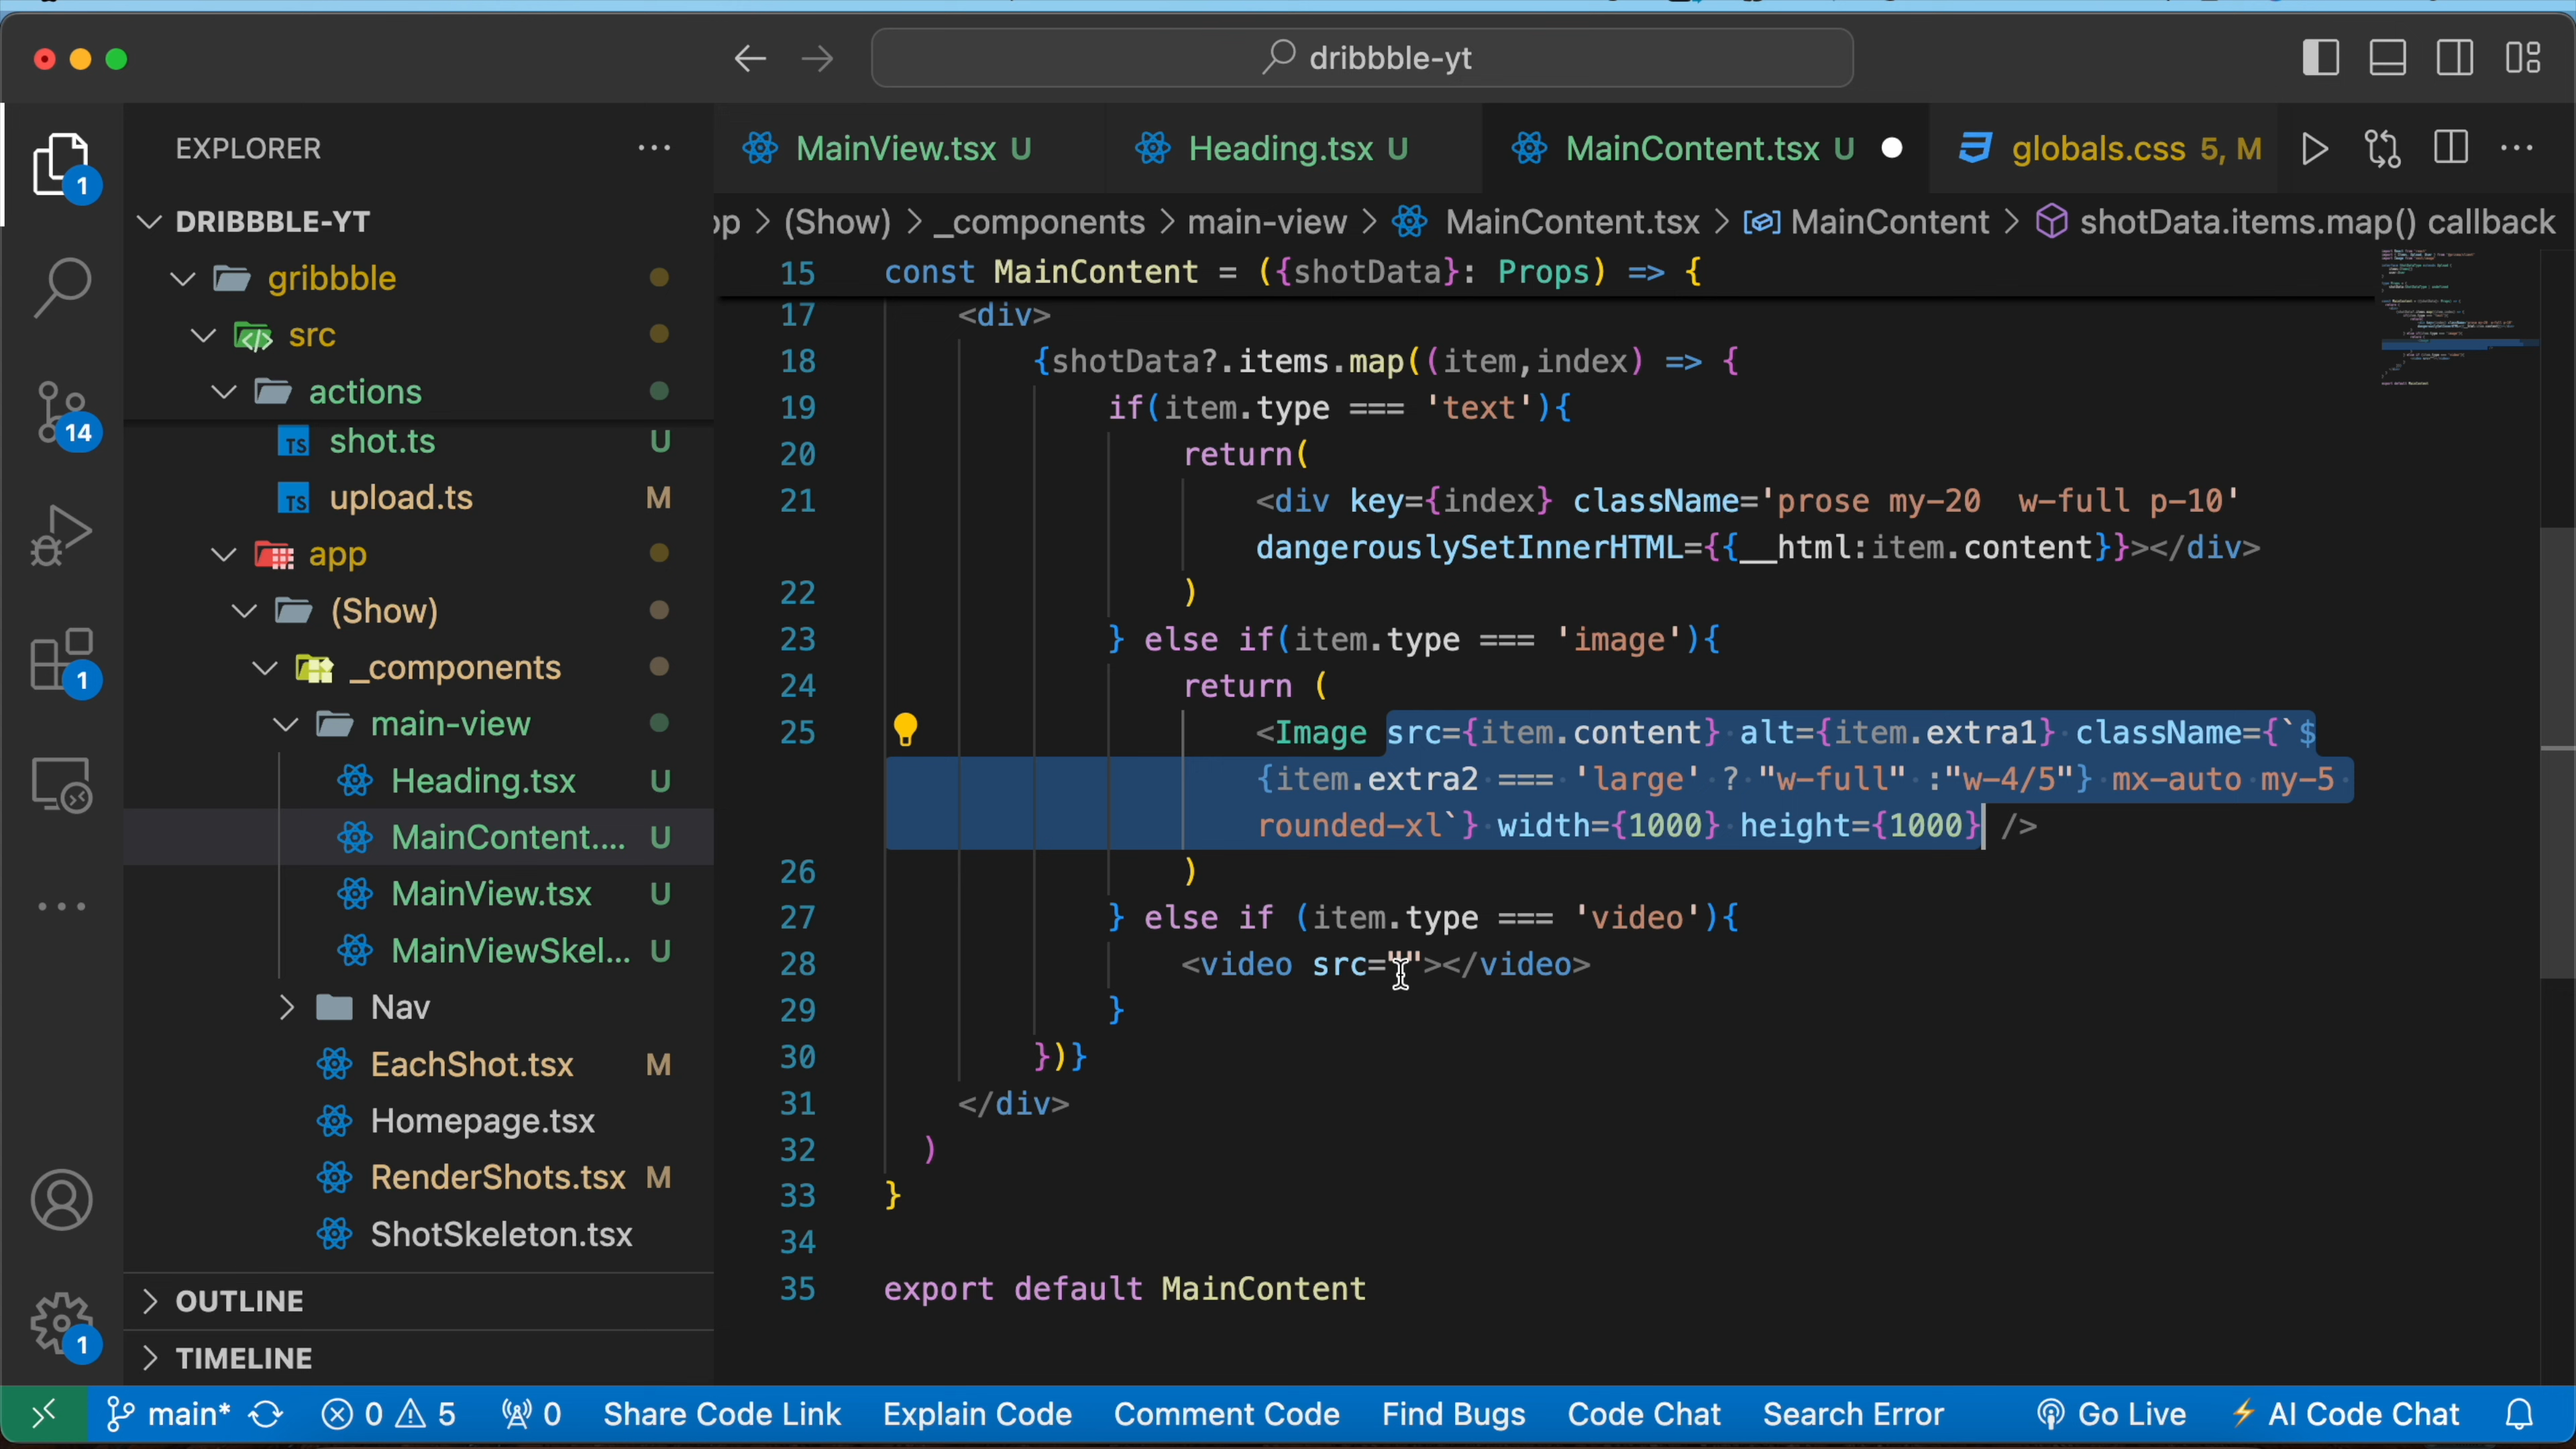 dribbble-yt
EXPLORER
MainView.tsx U
Heading.tsx U
MainContent.tsx U
globals.css 5, M
DRIBBBLE-YT
gribbble
src
actions
shot.ts U
upload.ts M
app
(Show)
_components
main-view
Heading.tsx U
MainContent.... U
MainView.tsx U
MainViewSkel... U
Nav
EachShot.tsx M
Homepage.tsx
RenderShots.tsx M
ShotSkeleton.tsx
OUTLINE
TIMELINE
1
14
1
1
pp > (Show) > _components > main-view > MainContent.tsx > MainContent > shotData.items.map() callback
15 const MainContent = ({shotData}: Props) => {
17 <div>
18 {shotData?.items.map((item,index) => {
19 if(item.type === 'text'){
20 return(
21 <div key={index} className='prose my-20  w-full p-10'
dangerouslySetInnerHTML={{__html:item.content}}></div>
22 )
23 } else if(item.type === 'image'){
24 return (
25 <Image src={item.content} alt={item.extra1} className={`$
{item.extra2 === 'large' ? "w-full" :"w-4/5"} mx-auto my-5
rounded-xl`} width={1000} height={1000} />
26 )
27 } else if (item.type === 'video'){
28 <video src=""></video>
29 }
30 })}
31 </div>
32 )
33 }
34
35 export default MainContent
main* 0 5 0 Share Code Link Explain Code Comment Code Find Bugs Code Chat Search Error Go Live AI Code Chat